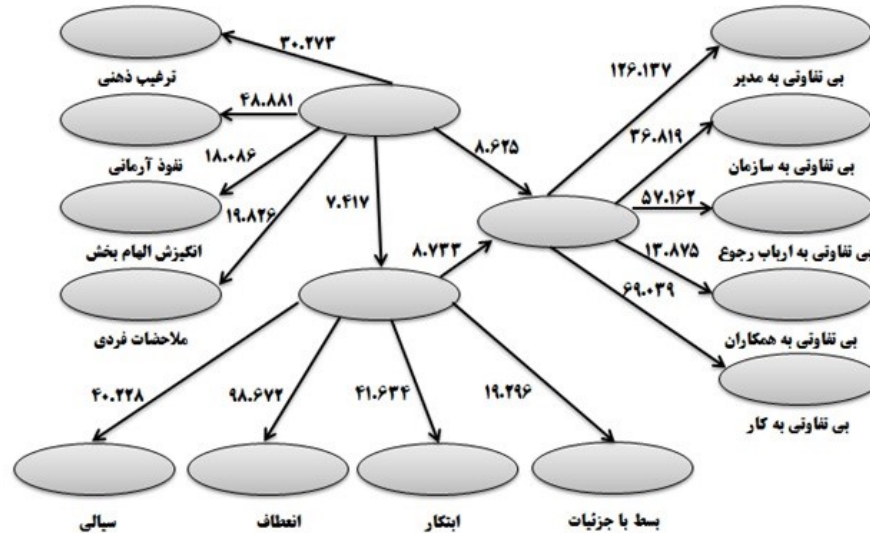 ۳۰.۲۷۳
ترغیب ذهنی
۴۸.۸۸۱
نفوذ آرمانی
۱۸.۰۸۶
انگیزش الهام بخش
۱۹.۸۲۶
ملاحضات فردی
۷.۴۱۷
۸.۶۲۵
۸.۷۳۳
۱۲۶.۱۳۷
بی تفاوتی به مدیر
۳۶.۸۱۹
بی تفاوتی به سازمان
۵۷.۱۶۲
بی تفاوتی به ارباب رجوع
۱۳.۸۷۵
بی تفاوتی به همکاران
۶۹.۰۳۹
بی تفاوتی به کار
۴۰.۲۲۸
۹۸.۶۷۲
۴۱.۶۳۴
۱۹.۲۹۶
سیالی
انعطاف
ابتکار
بسط با جزئیات